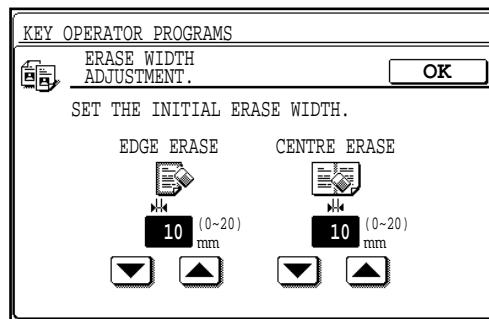 KEY OPERATOR PROGRAMS
ERASE WIDTH
ADJUSTMENT.
OK
SET THE INITIAL ERASE WIDTH.
EDGE ERASE
CENTRE ERASE
10 (0~20)
mm
10 (0~20)
mm